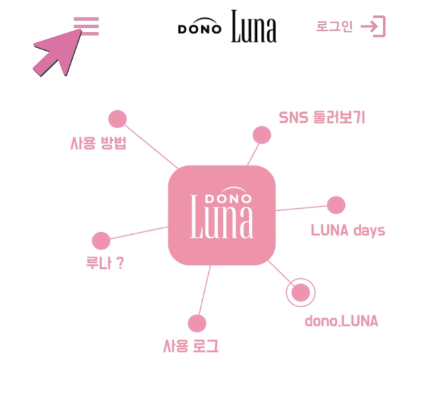 DONO Luna
로그인
SNS 둘러보기
사용 방법
DONO
Luna
LUNA days
루나 ?
dono.LUNA
사용 로그